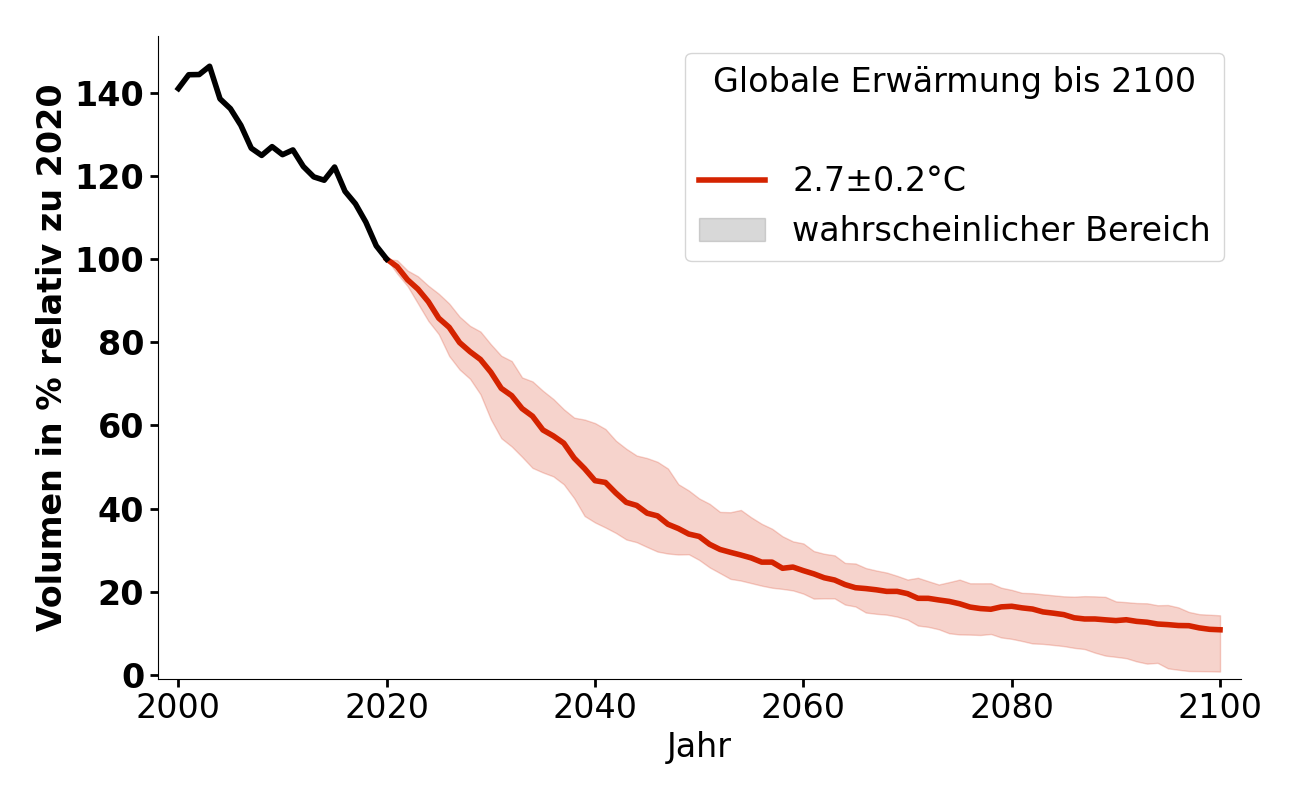 Globale Erwärmung bis 2100
2.7±0.2°C
wahrscheinlicher Bereich
Volumen in % relativ zu 2020
140
120
100
80
60
40
20
0
2000 2020 2040 2060 2080 2100
Jahr